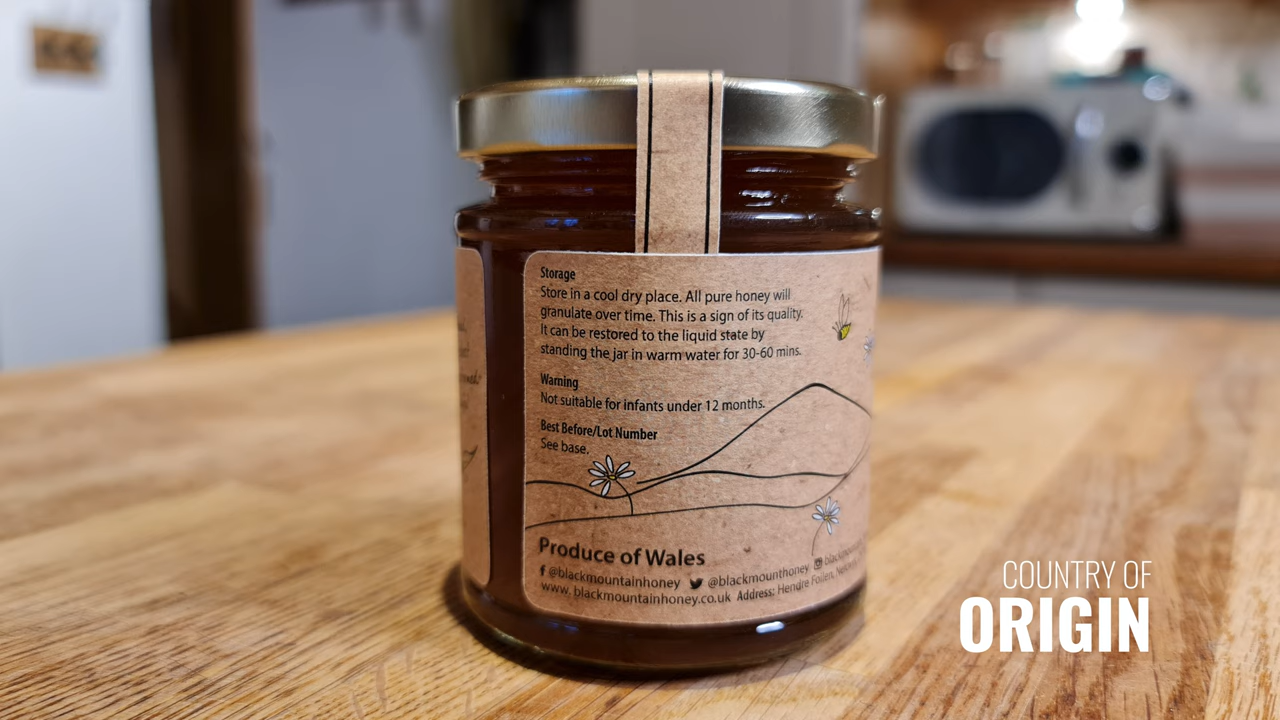 Storage
Store in a cool dry place. All pure honey will
granulate over time. This is a sign of its quality.
It can be restored to the liquid state by
standing the jar in warm water for 30-60 mins.
Warning
Not suitable for infants under 12 months.
Best Before/Lot Number
See base.
Produce of Wales
@blackmountainhoney @blackmounthoney
www.blackmountainhoney.co.uk Address: Hendre
COUNTRY OF
ORIGIN